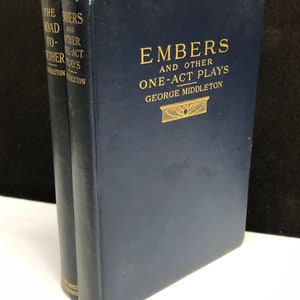 THE
ROAD
TO-
GETHER
MIDDLETON
EMBERS
AND
OTHER
ONE-ACT
PLAYS
MIDDLETON
EMBERS
AND OTHER
ONE-ACT PLAYS
GEORGE MIDDLETON